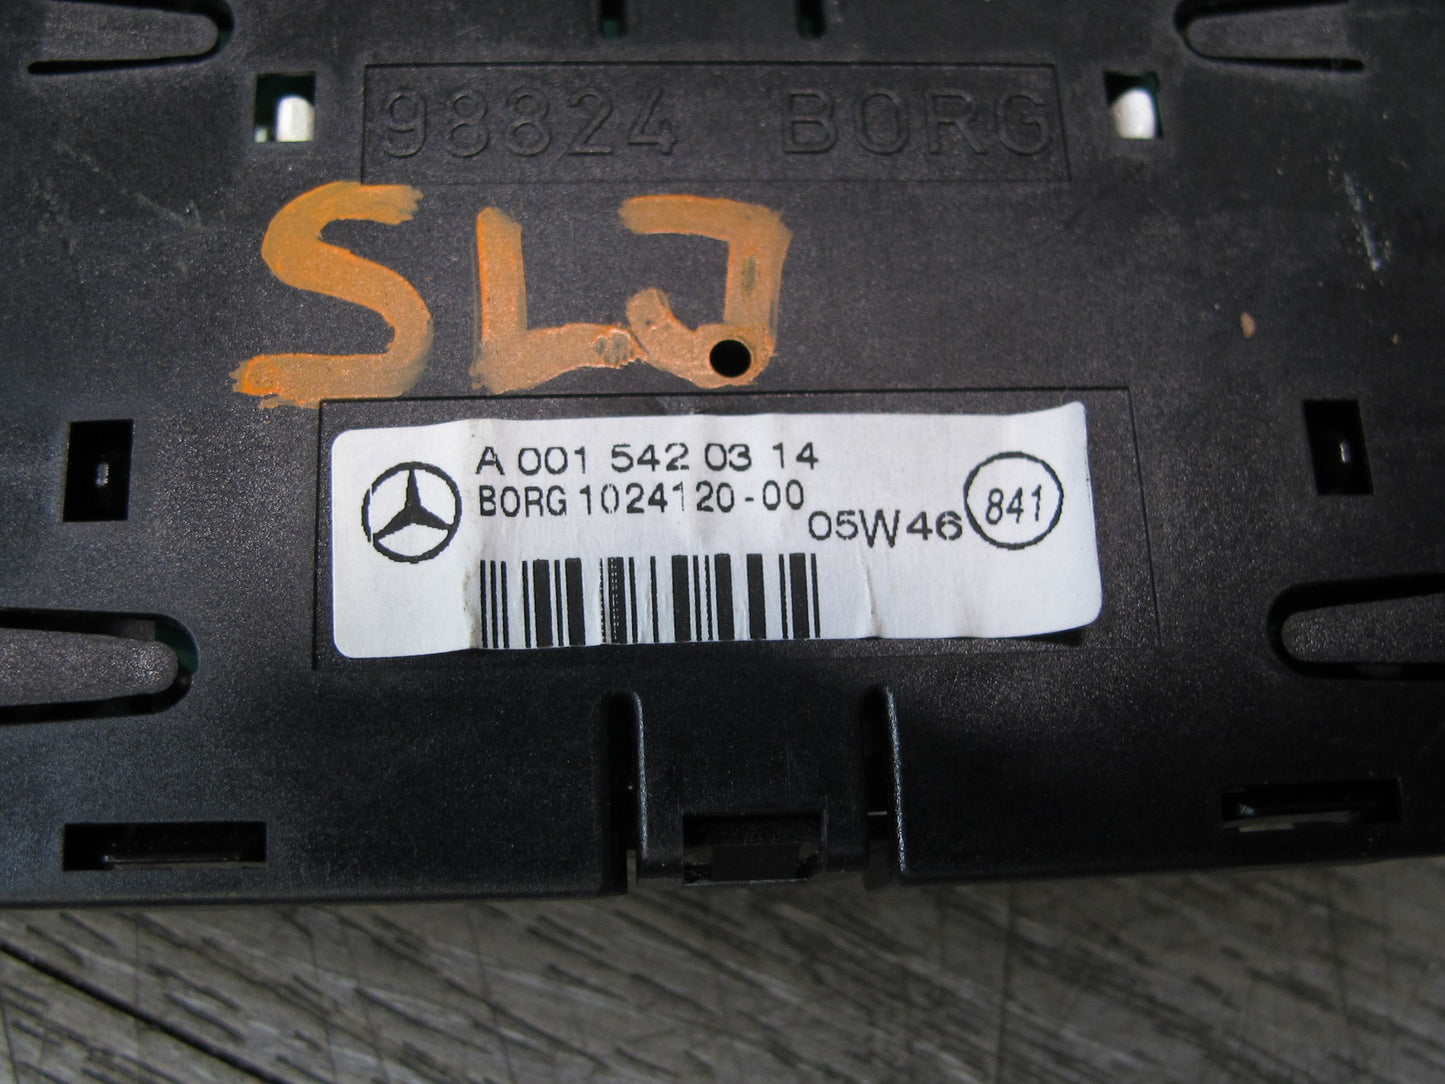 98824 BORG
SLJ
A 001 542 03 14
BORG 1024120-00
05W46 841